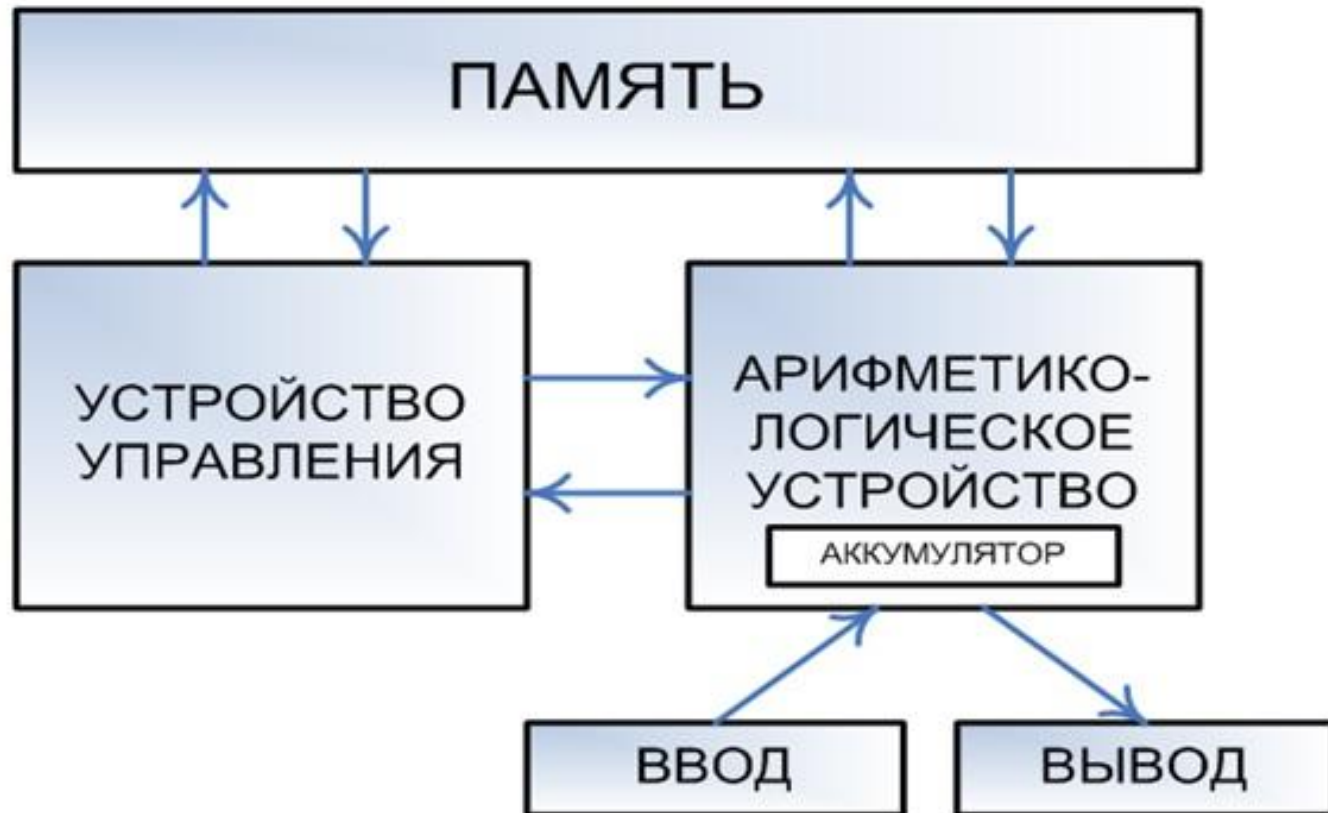 ПАМЯТЬ
УСТРОЙСТВО
УПРАВЛЕНИЯ
АРИФМЕТИКО-
ЛОГИЧЕСКОЕ
УСТРОЙСТВО
АККУМУЛЯТОР
ВВОД
ВЫВОД